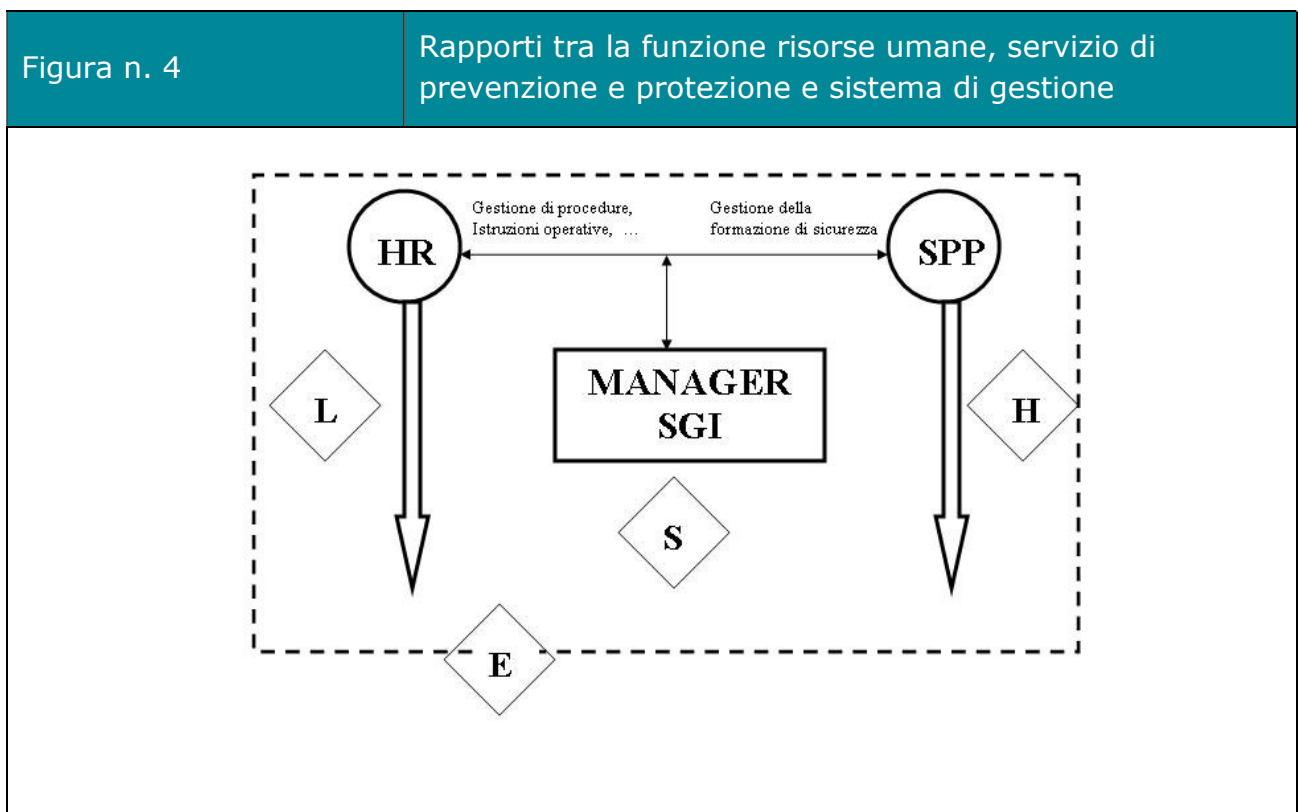 Figura n. 4
Rapporti tra la funzione risorse umane, servizio di
prevenzione e protezione e sistema di gestione
Gestione di procedure,
Istruzioni operative, ...
Gestione della
formazione di sicurezza
HR
SPP
MANAGER
SGI
L
H
S
E